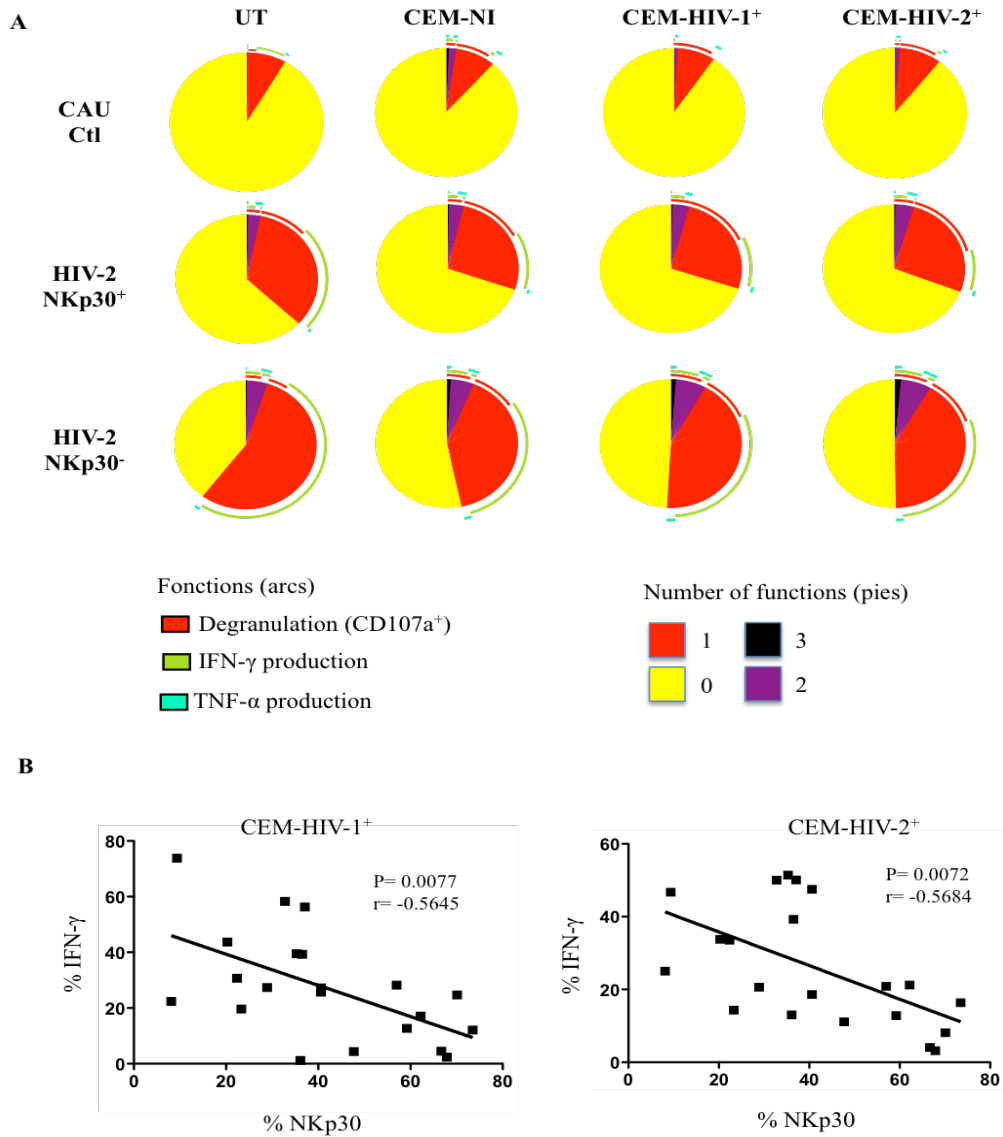 A
UT CEM-NI CEM-HIV-1⁺ CEM-HIV-2⁺
CAU
Ctl
HIV-2
NKp30⁺
HIV-2
NKp30⁻
Fonctions (arcs)
Degranulation (CD107a⁺)
IFN-γ production
TNF-α production
Number of functions (pies)
1 3
0 2
B
CEM-HIV-1⁺
80
60
40
20
0
% IFN-γ
P= 0.0077
r= -0.5645
0 20 40 60 80
% NKp30
CEM-HIV-2⁺
60
40
20
0
% IFN-γ
P= 0.0072
r= -0.5684
0 20 40 60 80
% NKp30